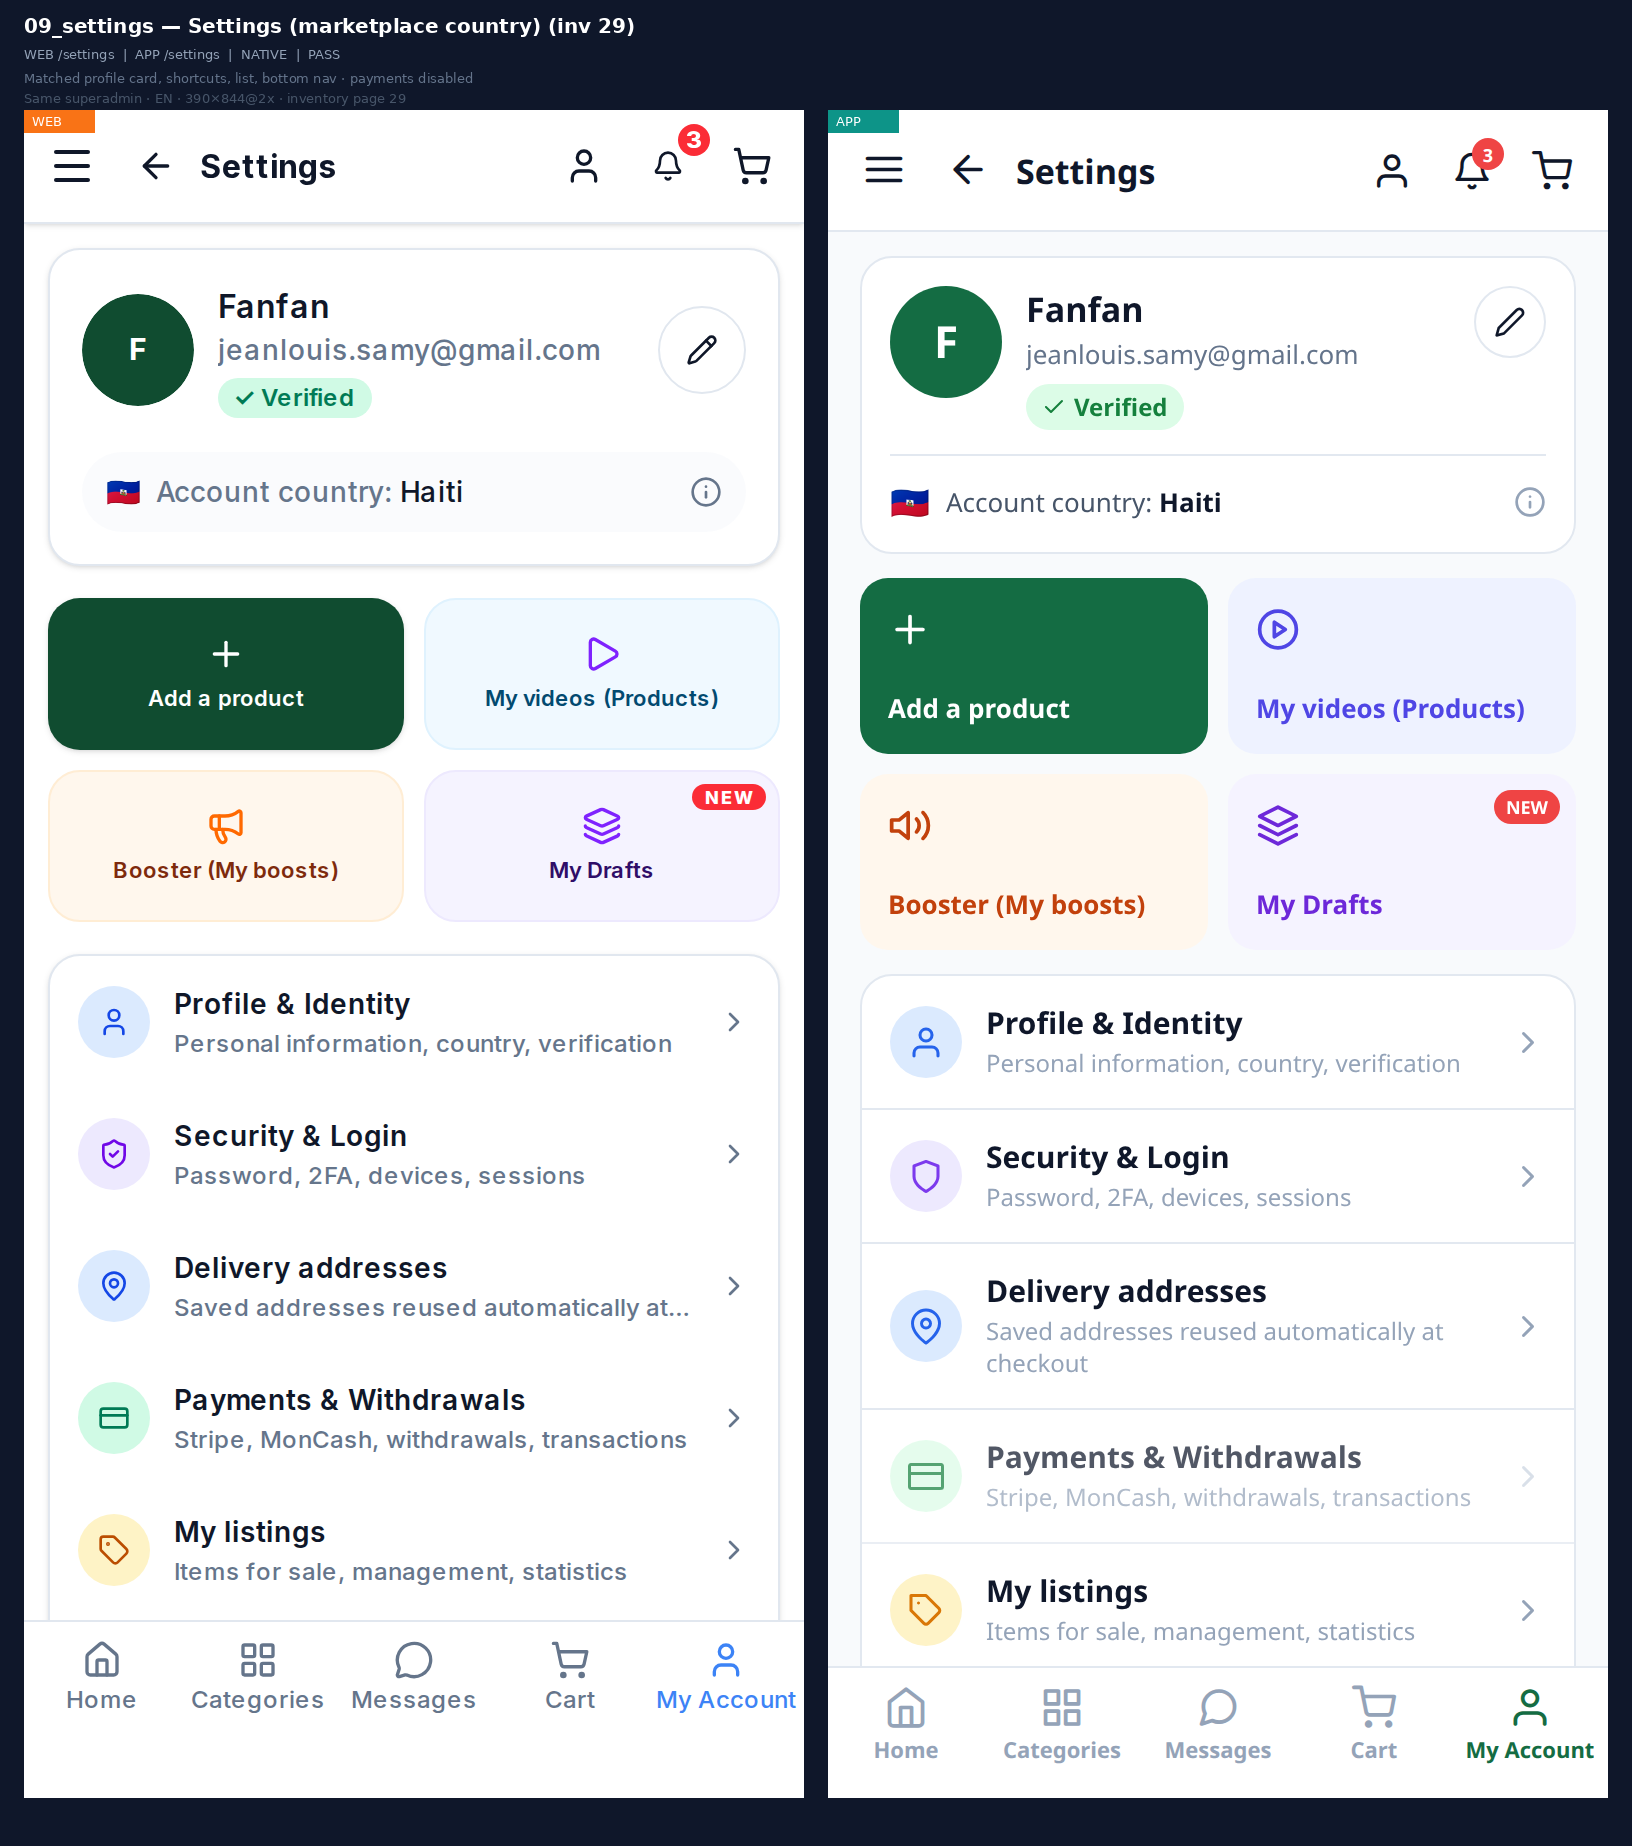 09_settings — Settings (marketplace country) (inv 29)
WEB /settings | APP /settings | NATIVE | PASS
Matched profile card, shortcuts, list, bottom nav · payments disabled
Same superadmin · EN · 390×844@2x · inventory page 29
WEB
Settings
3
F
Fanfan
jeanlouis.samy@gmail.com
Verified
Account country: Haiti
Add a product
My videos (Products)
Booster (My boosts)
NEW
My Drafts
Profile & Identity
Personal information, country, verification
Security & Login
Password, 2FA, devices, sessions
Delivery addresses
Saved addresses reused automatically at...
Payments & Withdrawals
Stripe, MonCash, withdrawals, transactions
My listings
Items for sale, management, statistics
Home
Categories
Messages
Cart
My Account
APP
Settings
3
F
Fanfan
jeanlouis.samy@gmail.com
Verified
Account country: Haiti
Add a product
My videos (Products)
Booster (My boosts)
NEW
My Drafts
Profile & Identity
Personal information, country, verification
Security & Login
Password, 2FA, devices, sessions
Delivery addresses
Saved addresses reused automatically at
checkout
Payments & Withdrawals
Stripe, MonCash, withdrawals, transactions
My listings
Items for sale, management, statistics
Home
Categories
Messages
Cart
My Account